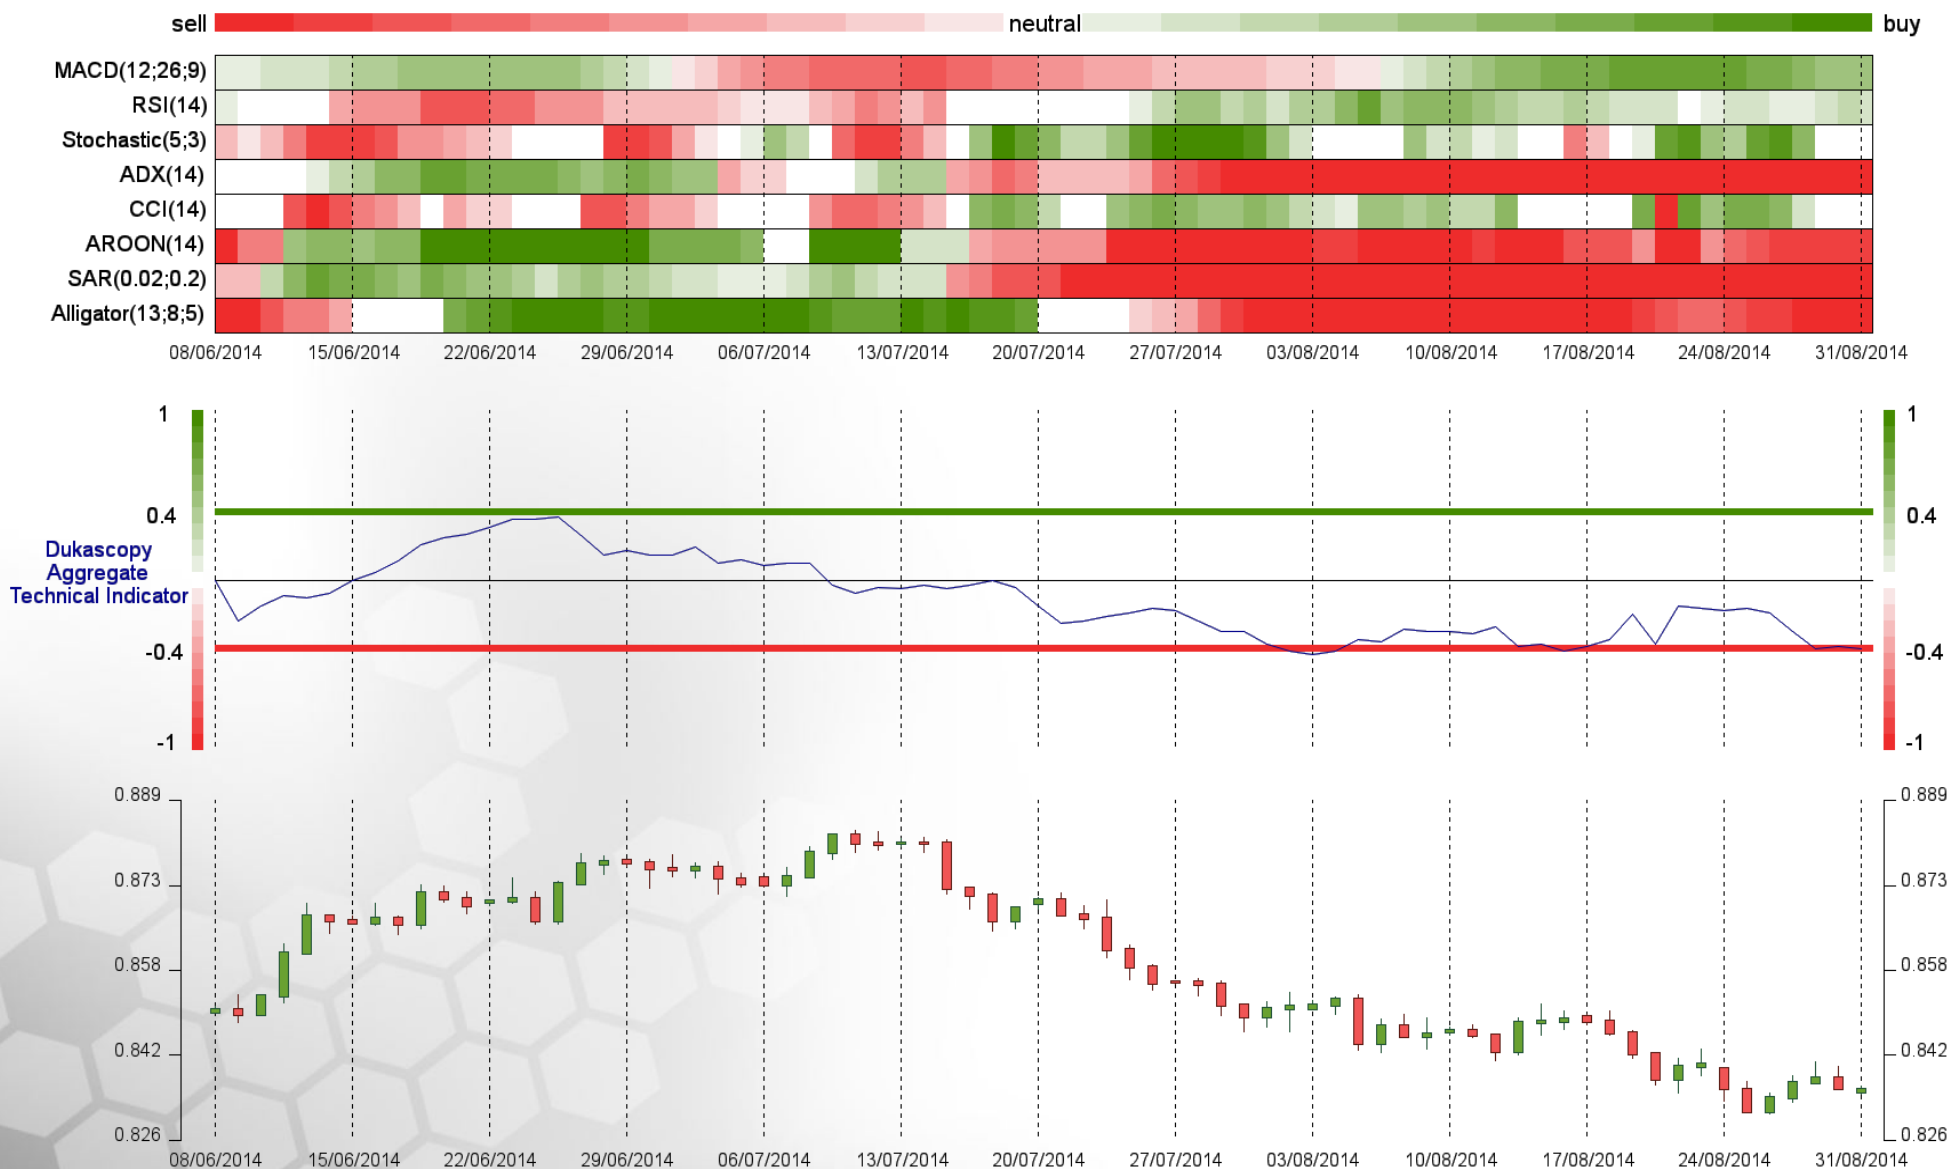 sell neutral buy
MACD(12;26;9)
RSI(14)
Stochastic(5;3)
ADX(14)
CCI(14)
AROON(14)
SAR(0.02;0.2)
Alligator(13;8;5)
08/06/2014 15/06/2014 22/06/2014 29/06/2014 06/07/2014 13/07/2014 20/07/2014 27/07/2014 03/08/2014 10/08/2014 17/08/2014 24/08/2014 31/08/2014
1 1
0.4 0.4
Dukascopy
Aggregate
Technical Indicator
-0.4 -0.4
-1 -1
0.889 0.889
0.873 0.873
0.858 0.858
0.842 0.842
0.826 0.826
08/06/2014 15/06/2014 22/06/2014 29/06/2014 06/07/2014 13/07/2014 20/07/2014 27/07/2014 03/08/2014 10/08/2014 17/08/2014 24/08/2014 31/08/2014